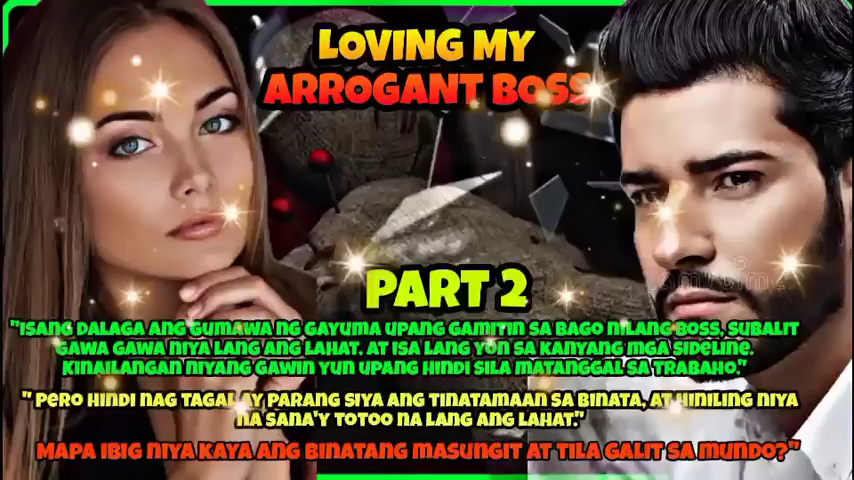 LOVING MY
ARROGANT BOSS
PART 2
"ISANG DALAGA ANG GUMAWA NG GAYUMA UPANG GAMITIN SA BAGO NILANG BOSS, SUBALIT
GAWA GAWA NIYA LANG ANG LAHAT. AT ISA LANG YON SA KANYANG MGA SIDELINE.
KINAILANGAN NIYANG GAWIN YUN UPANG HINDI SILA MATANGGAL SA TRABAHO."
" PERO HINDI NAG TAGAL AY PARANG SIYA ANG TINATAMAAN SA BINATA, AT HINILING NIYA
NA SANA'Y TOTOO NA LANG ANG LAHAT."
MAPA IBIG NIYA KAYA ANG BINATANG MASUNGIT AT TILA GALIT SA MUNDO?"